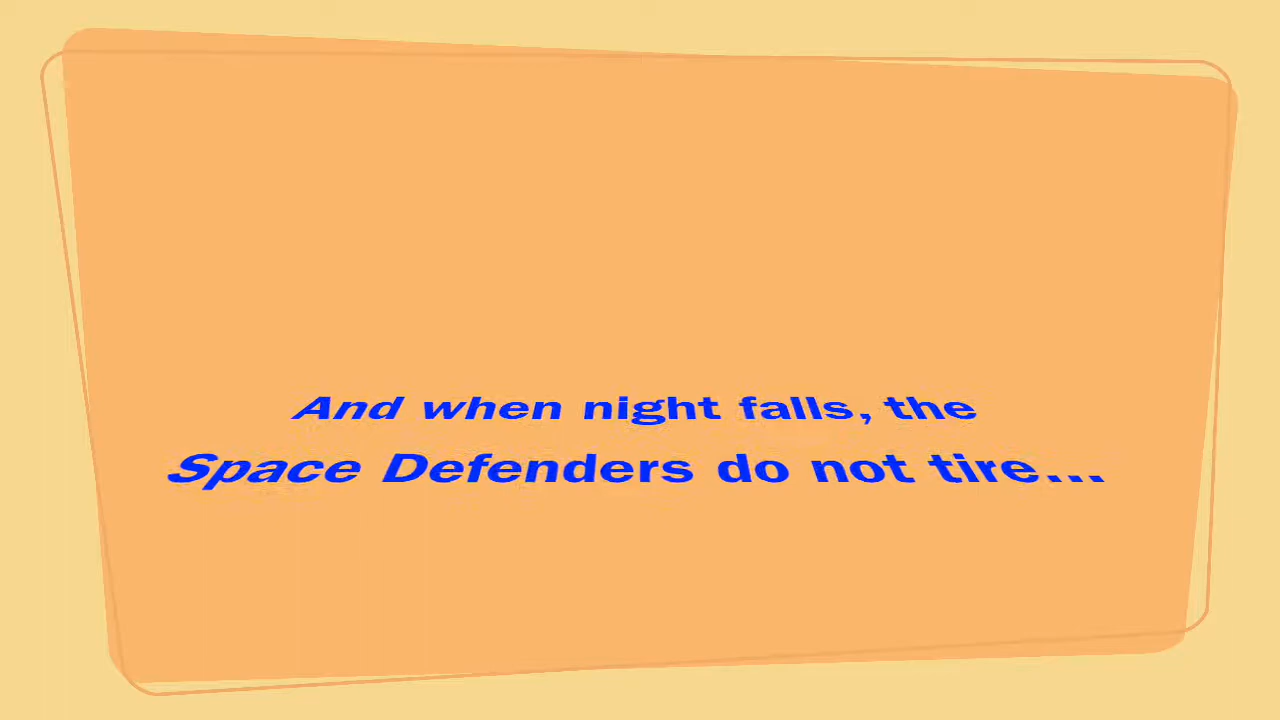 And when night falls, the
Space Defenders do not tire...